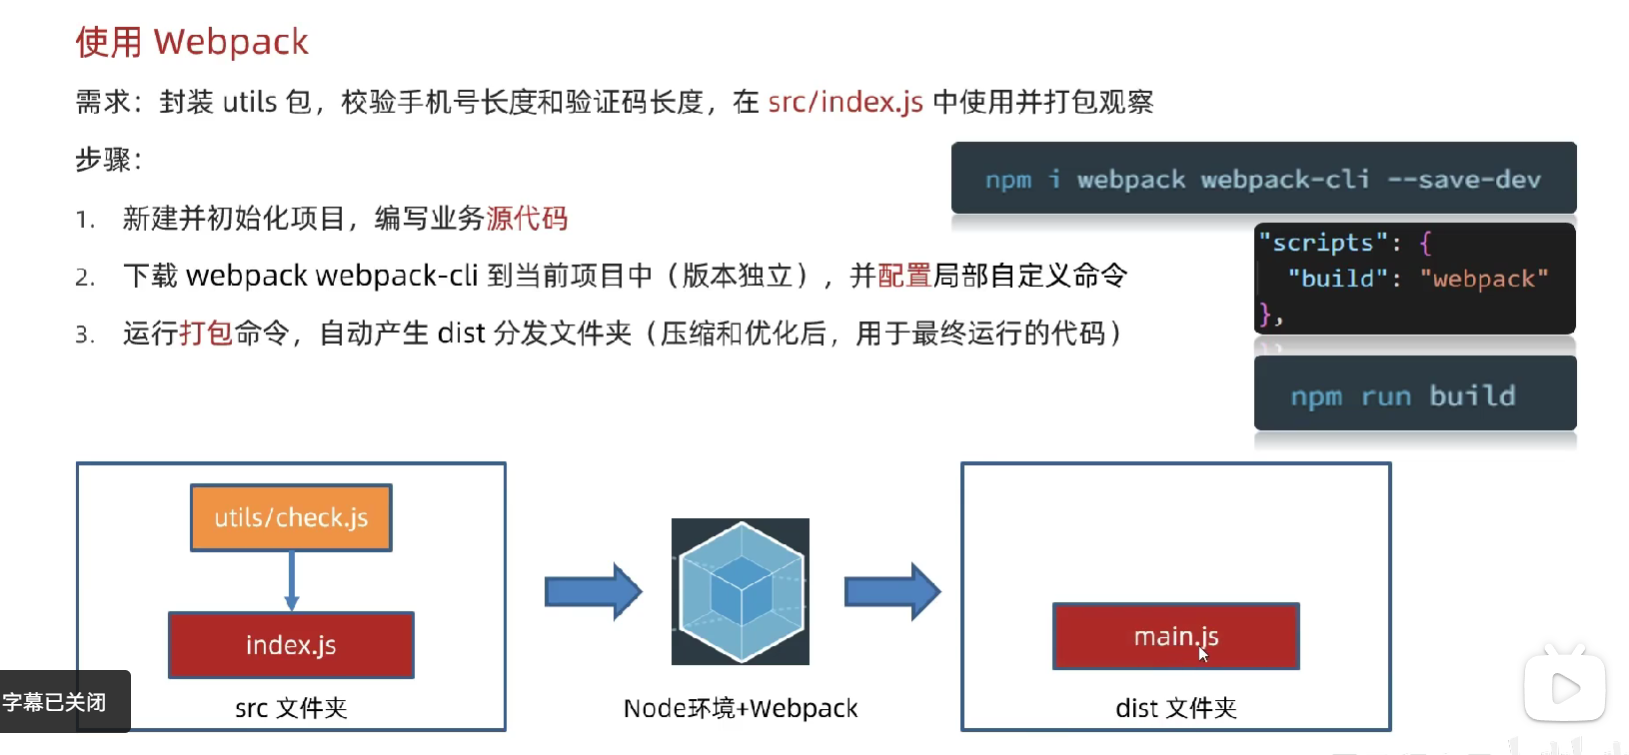 使用 Webpack
需求：封装 utils 包，校验手机号长度和验证码长度，在 src/index.js 中使用并打包观察
步骤：
1. 新建并初始化项目，编写业务源代码
2. 下载 webpack webpack-cli 到当前项目中（版本独立），并配置局部自定义命令
3. 运行打包命令，自动产生 dist 分发文件夹（压缩和优化后，用于最终运行的代码）
npm i webpack webpack-cli --save-dev
"scripts": {
"build": "webpack"
},
npm run build
utils/check.js
index.js
src 文件夹
Node环境+Webpack
main.js
dist 文件夹
字幕已关闭